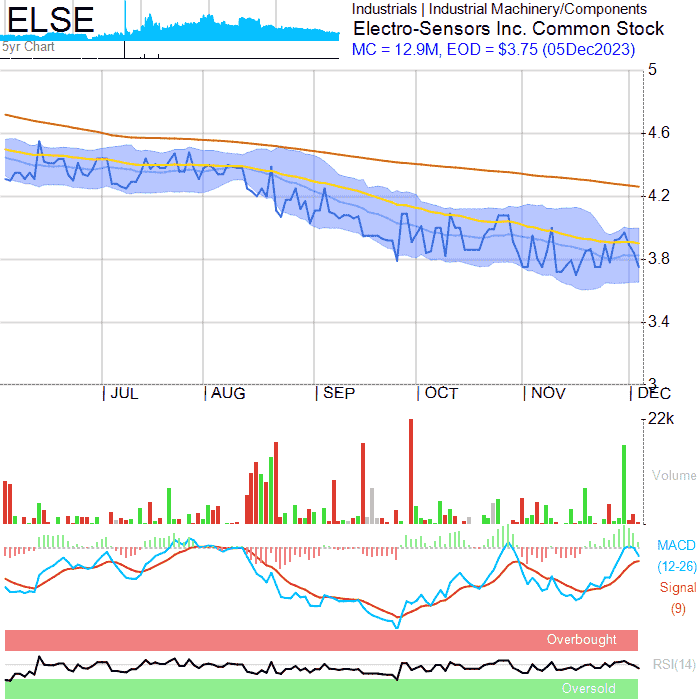 ELSE
5yr Chart
Industrials | Industrial Machinery/Components
Electro-Sensors Inc. Common Stock
MC = 12.9M, EOD = $3.75 (05Dec2023)
5
4.6
4.2
3.8
3.4
3
JUL
AUG
SEP
OCT
NOV
DEC
22k
Volume
MACD
(12-26)
Signal
(9)
Overbought
RSI(14)
Oversold